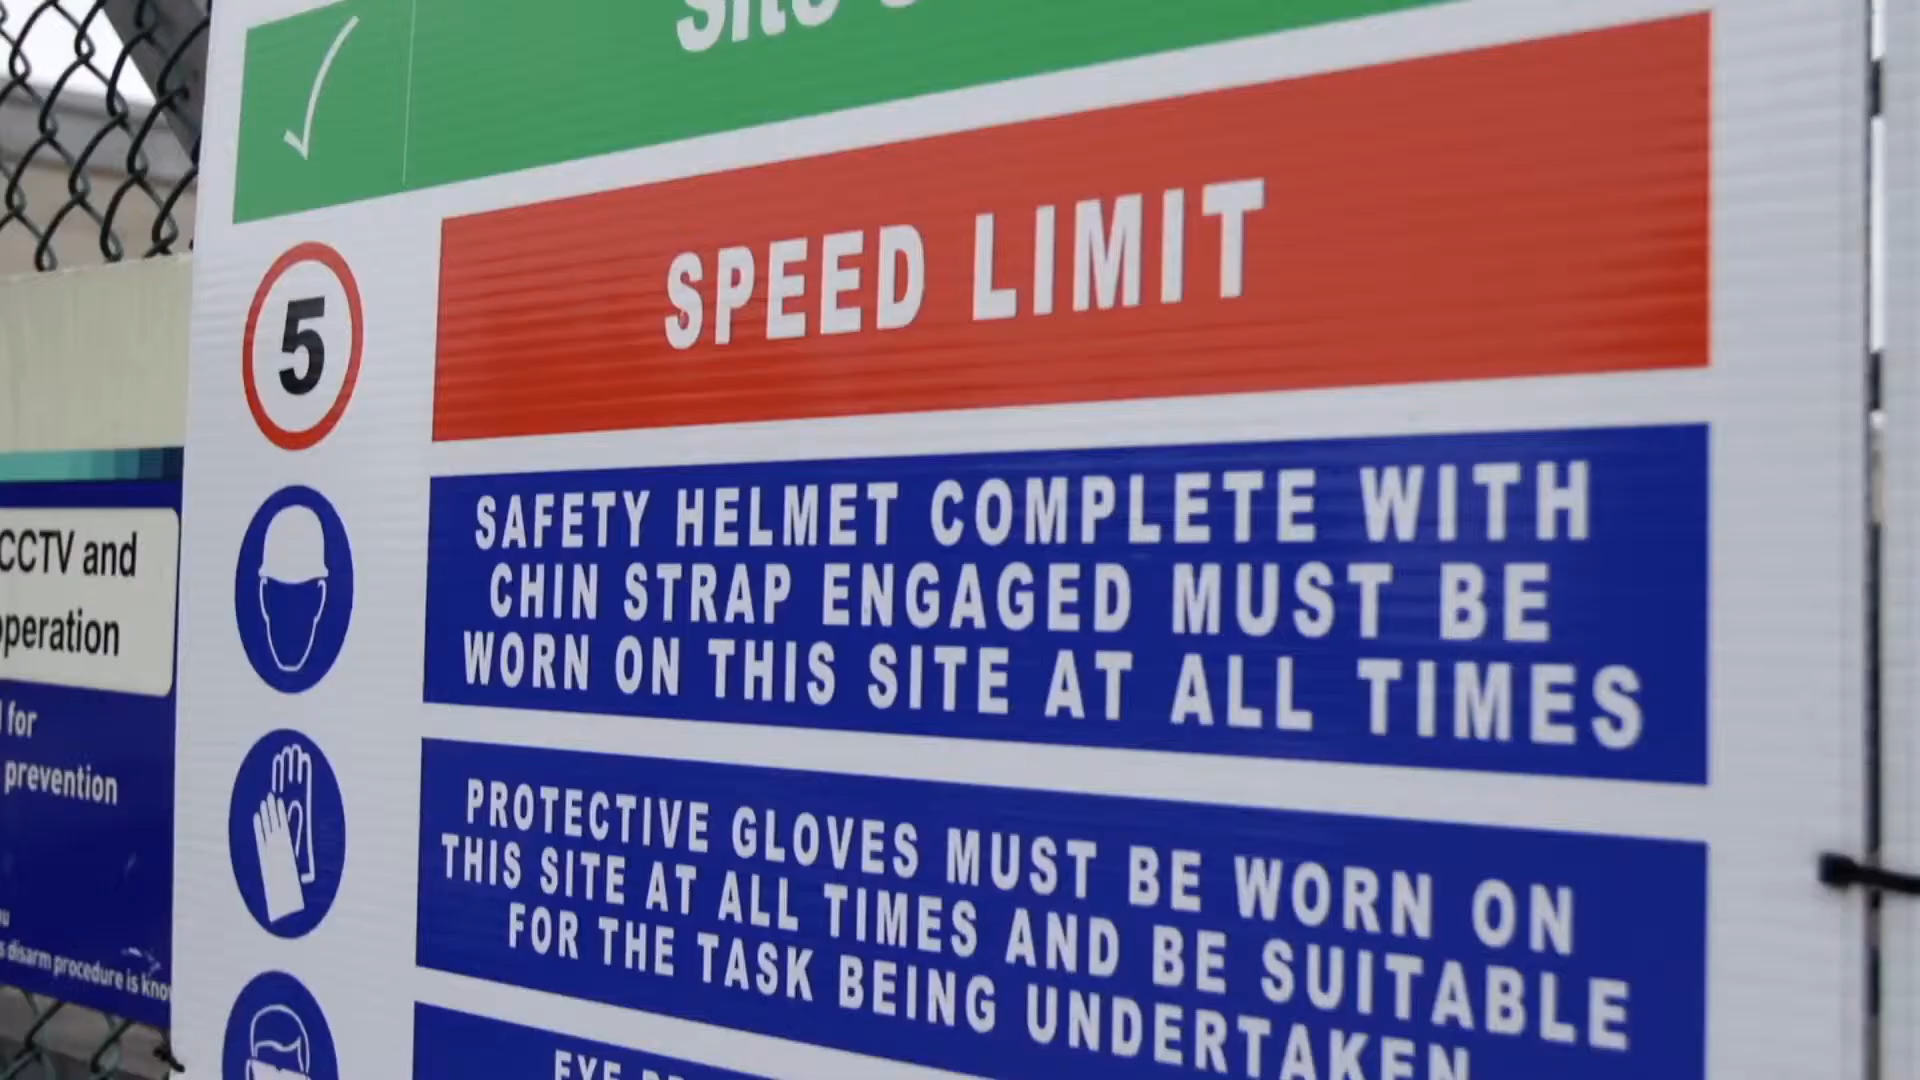 Site
SPEED LIMIT
5
SAFETY HELMET COMPLETE WITH
CHIN STRAP ENGAGED MUST BE
WORN ON THIS SITE AT ALL TIMES
PROTECTIVE GLOVES MUST BE WORN ON
THIS SITE AT ALL TIMES AND BE SUITABLE
FOR THE TASK BEING UNDERTAKEN
EYE
CCTV and
operation
for
prevention
disarm procedure is